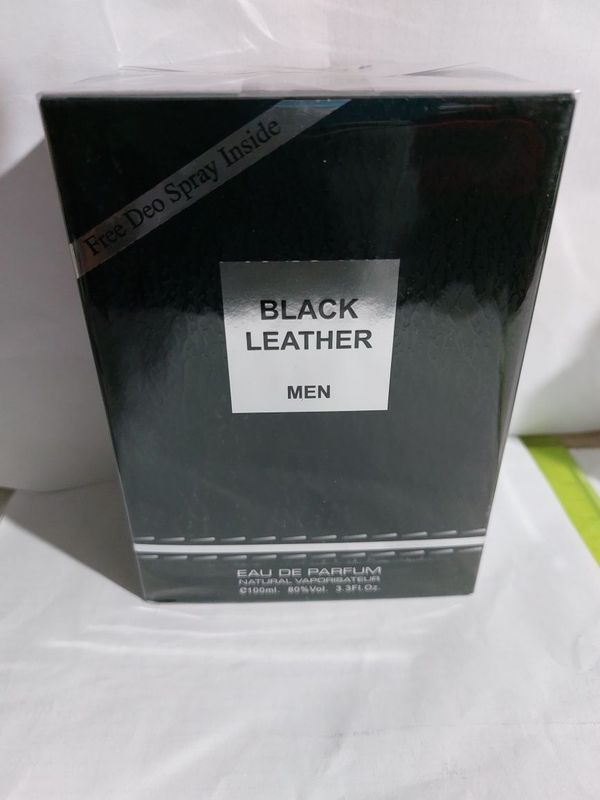 Free Deo Spray Inside
BLACK
LEATHER
MEN
EAU DE PARFUM
NATURAL VAPORISATEUR
℮100ml. 80%Vol. 3.3Fl.Oz.